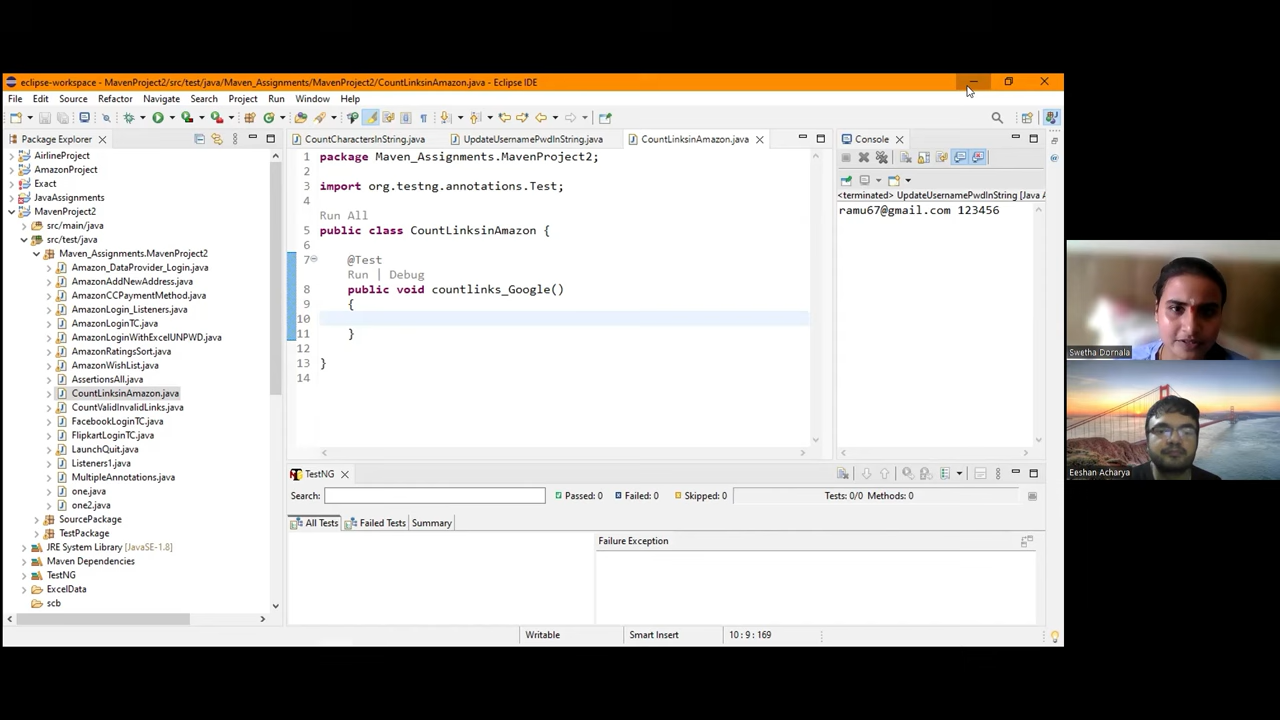 eclipse-workspace - MavenProject2/src/test/java/Maven_Assignments/MavenProject2/CountLinksinAmazon.java - Eclipse IDE
File Edit Source Refactor Navigate Search Project Run Window Help
Package Explorer
CountCharactersInString.java UpdateUsernamePwdInString.java CountLinksinAmazon.java
Console
AirlineProject
AmazonProject
Exact
JavaAssignments
MavenProject2
src/main/java
src/test/java
Maven_Assignments.MavenProject2
Amazon_DataProvider_Login.java
AmazonAddNewAddress.java
AmazonCCPaymentMethod.java
AmazonLogin_Listeners.java
AmazonLoginTC.java
AmazonLoginWithExcelUNPWD.java
AmazonRatingsSort.java
AmazonWishList.java
AssertionsAll.java
CountLinksinAmazon.java
CountValidInvalidLinks.java
FacebookLoginTC.java
FlipkartLoginTC.java
LaunchQuit.java
Listeners1.java
MultipleAnnotations.java
one.java
one2.java
SourcePackage
TestPackage
JRE System Library [JavaSE-1.8]
Maven Dependencies
TestNG
ExcelData
scb
1 package Maven_Assignments.MavenProject2;
2
3 import org.testng.annotations.Test;
4
Run All
5 public class CountLinksinAmazon {
6
7 @Test
Run | Debug
8 public void countlinks_Google()
9 {
10
11 }
12
13 }
14
<terminated> UpdateUsernamePwdInString [Java A
ramu67@gmail.com 123456
TestNG
Search: Passed: 0 Failed: 0 Skipped: 0 Tests: 0/0 Methods: 0
All Tests Failed Tests Summary
Failure Exception
Writable Smart Insert 10 : 9 : 169
Swetha Dornala
Eeshan Acharya